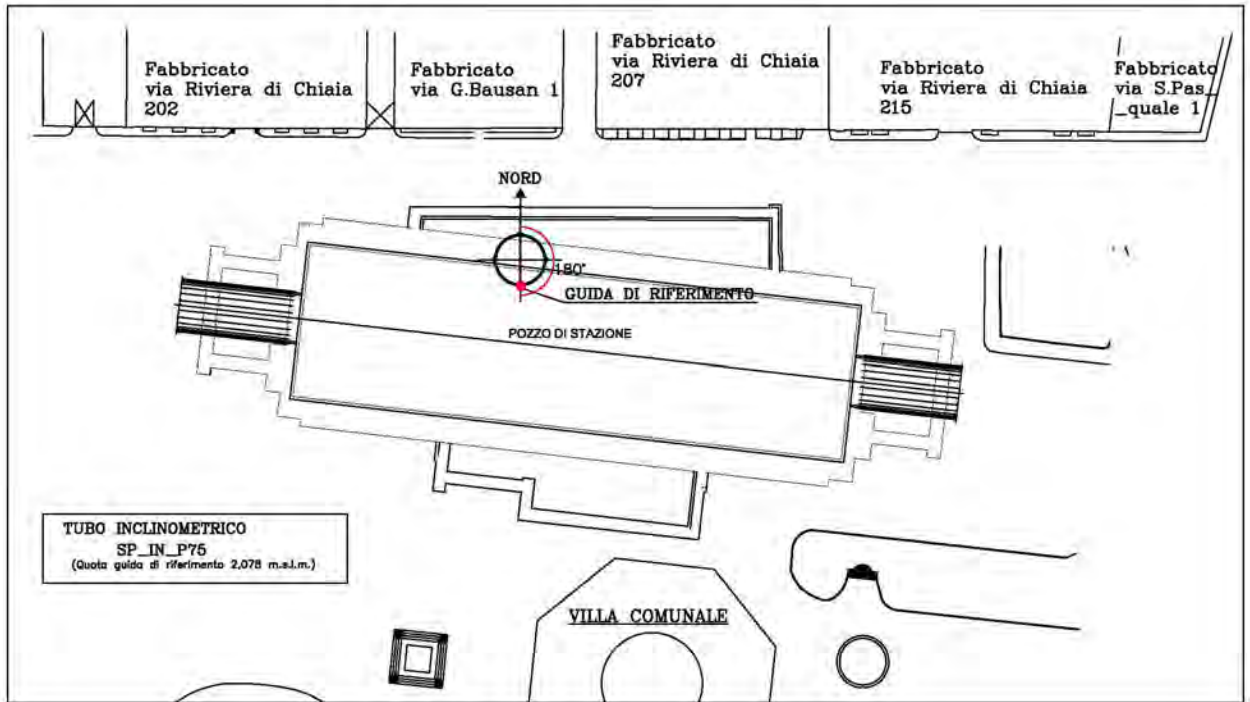 Fabbricato
via Riviera di Chiaia
202
Fabbricato
via G.Bausan 1
Fabbricato
via Riviera di Chiaia
207
Fabbricato
via Riviera di Chiaia
215
Fabbricato
via S.Pas_
_quale 1
NORD
180°
GUIDA DI RIFERIMENTO
POZZO DI STAZIONE
TUBO INCLINOMETRICO
SP_IN_P75
(Quota guida di riferimento 2,078 m.s.l.m.)
VILLA COMUNALE